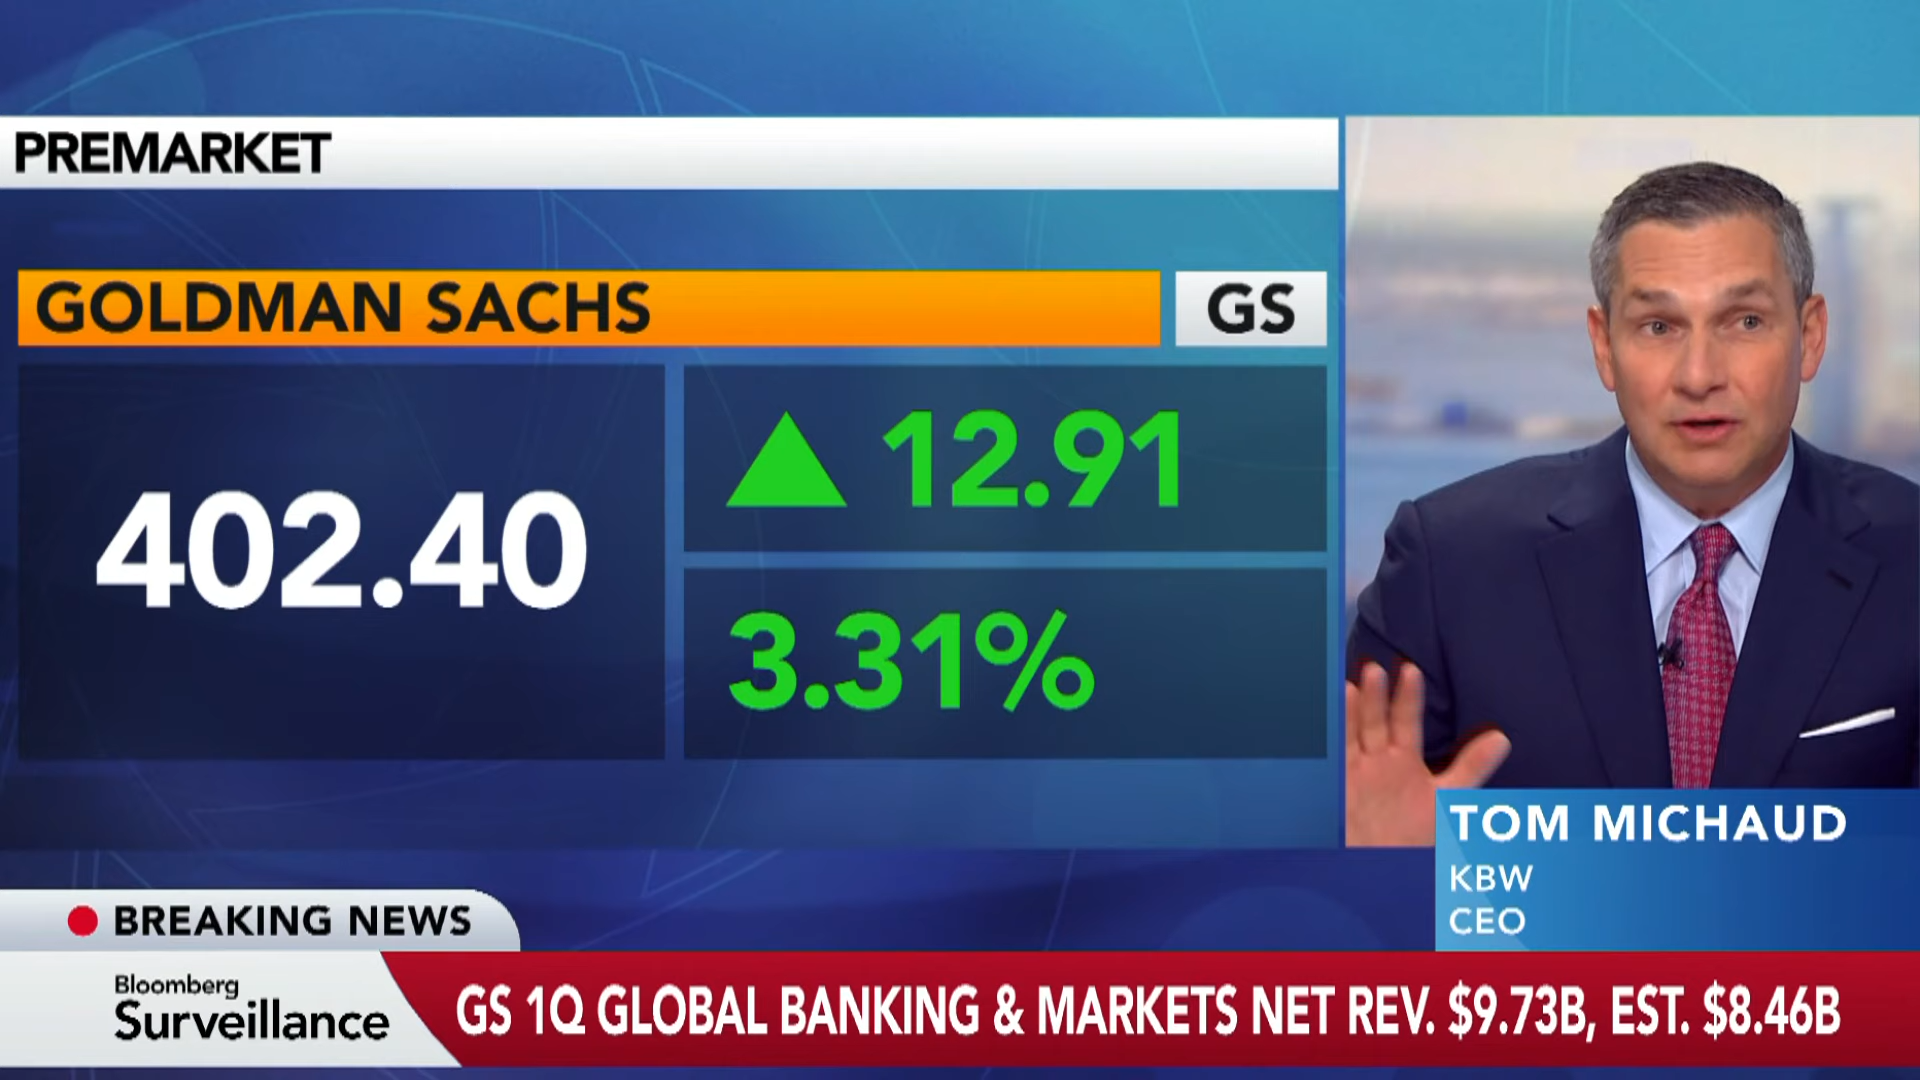 PREMARKET
GOLDMAN SACHS
GS
402.40
▲ 12.91
3.31%
TOM MICHAUD
KBW
CEO
BREAKING NEWS
Bloomberg
Surveillance
GS 1Q GLOBAL BANKING & MARKETS NET REV. $9.73B, EST. $8.46B